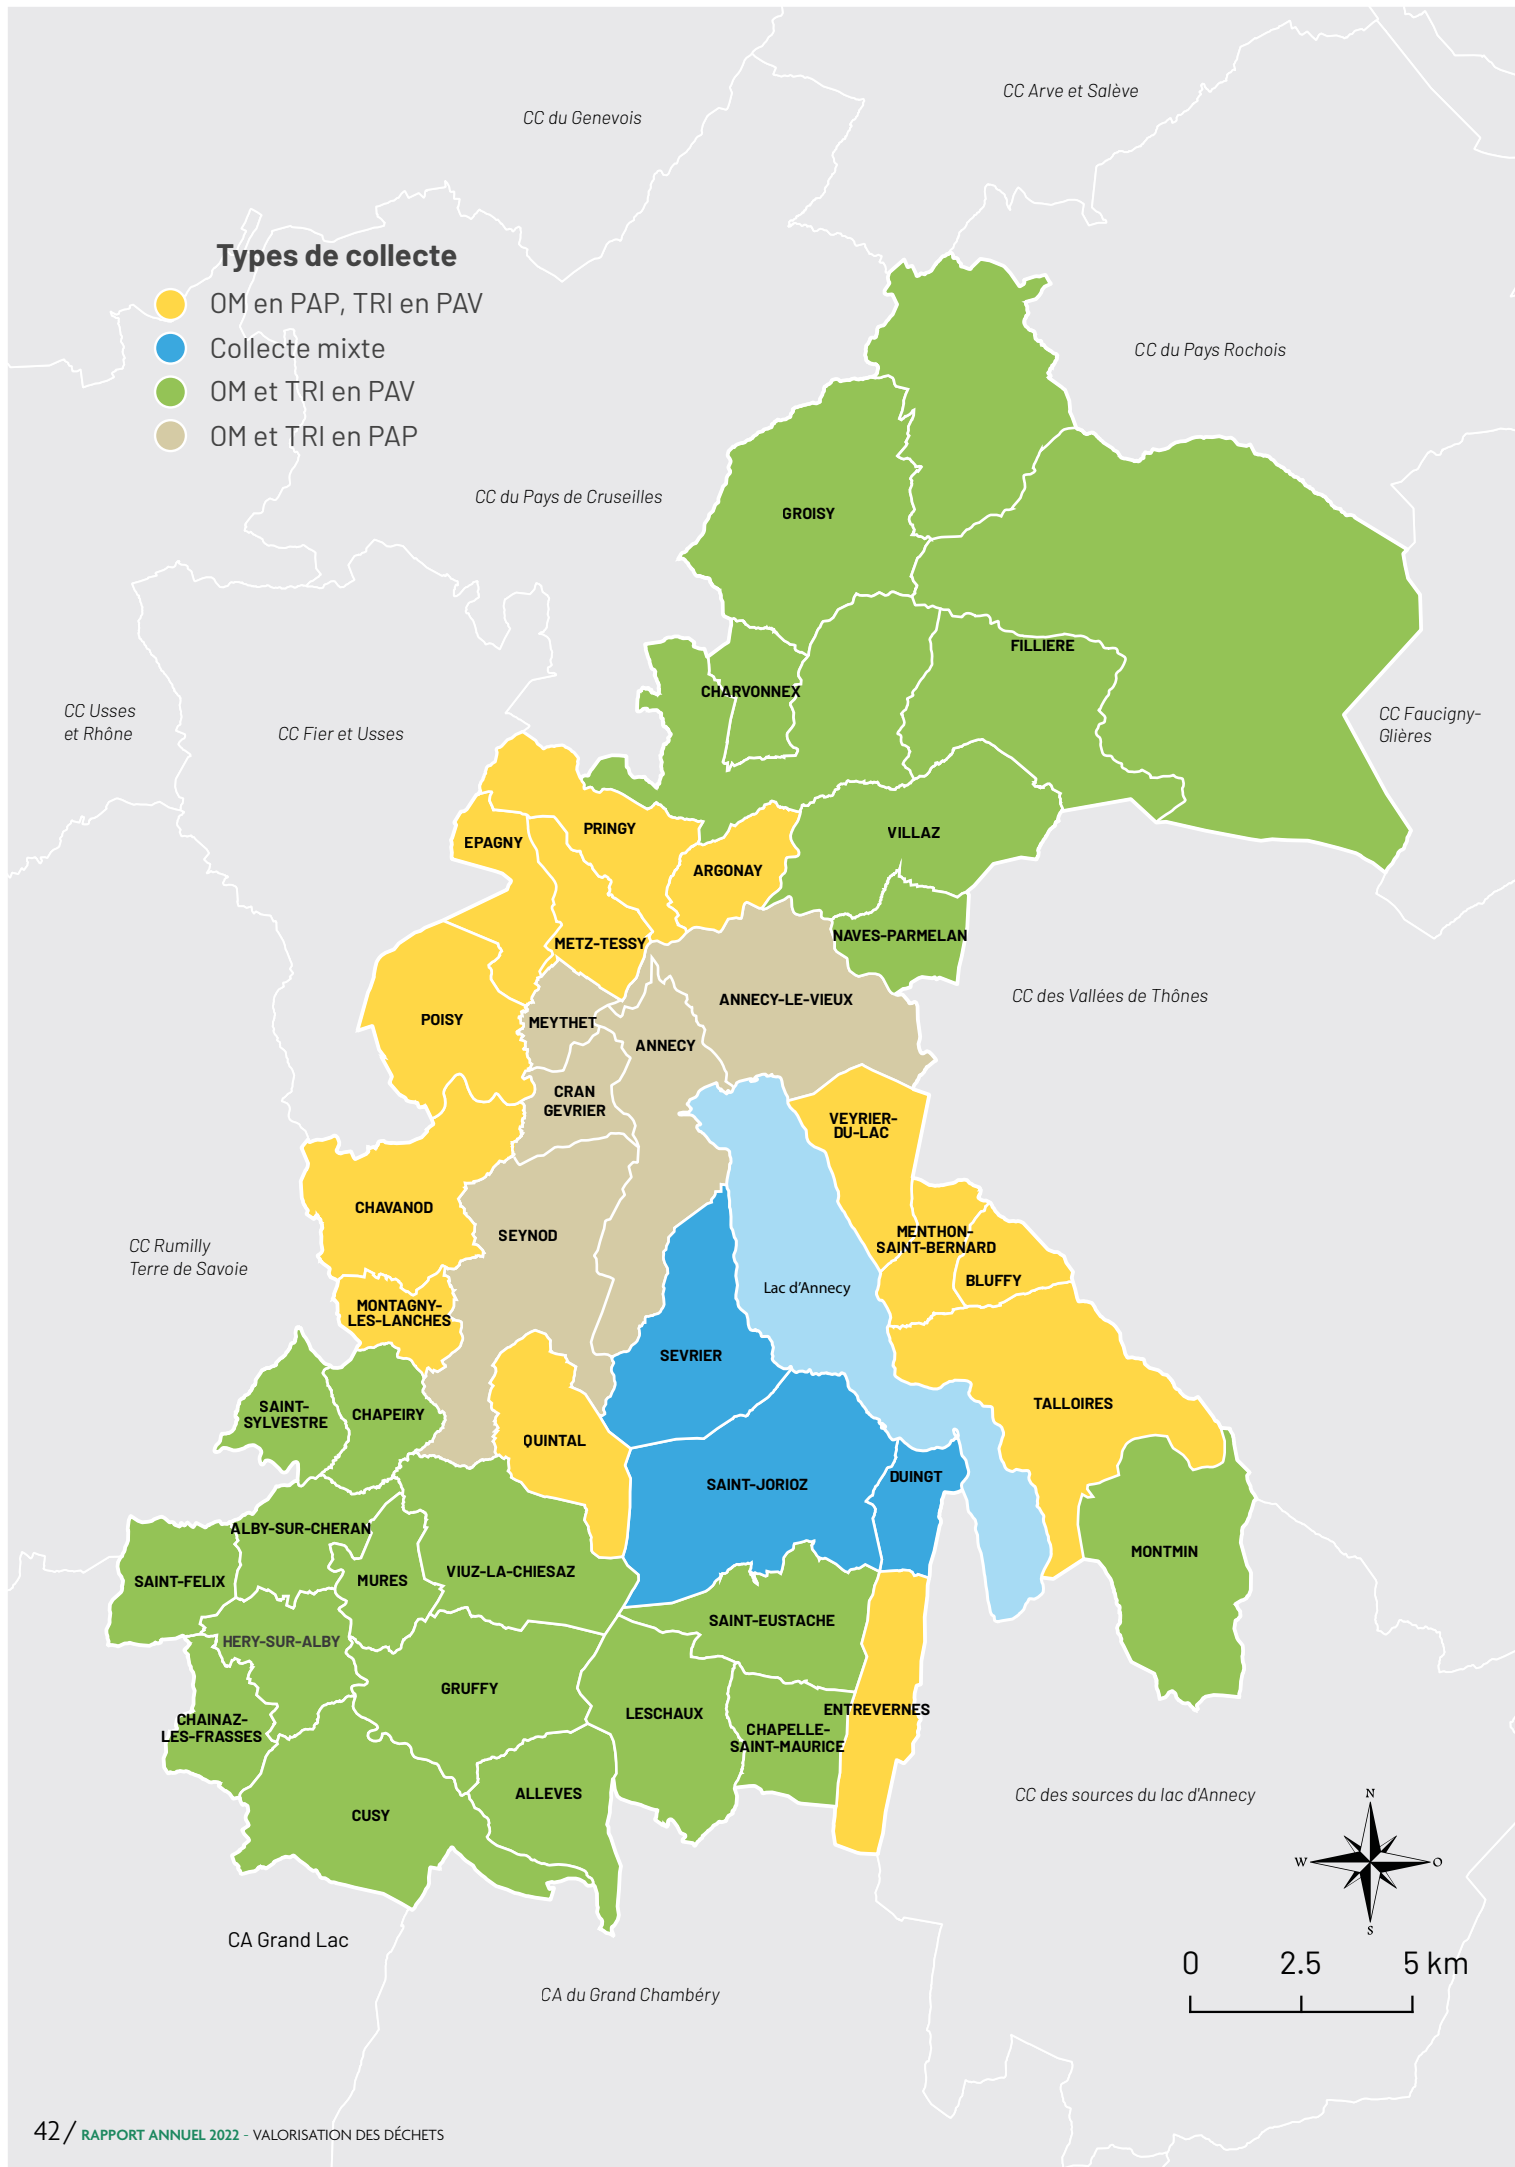 CC Arve et Salève
CC du Genevois
Types de collecte
OM en PAP, TRI en PAV
Collecte mixte
OM et TRI en PAV
OM et TRI en PAP
CC du Pays Rochois
CC du Pays de Cruseilles
GROISY
FILLIERE
CHARVONNEX
CC Usses
et Rhône
CC Fier et Usses
CC Faucigny-
Glières
PRINGY
EPAGNY
VILLAZ
ARGONAY
NAVES-PARMELAN
METZ-TESSY
CC des Vallées de Thônes
ANNECY-LE-VIEUX
POISY
MEYTHET
ANNECY
CRAN
GEVRIER
VEYRIER-
DU-LAC
CHAVANOD
SEYNOD
MENTHON-
SAINT-BERNARD
CC Rumilly
Terre de Savoie
BLUFFY
Lac d'Annecy
MONTAGNY-
LES-LANCHES
SEVRIER
TALLOIRES
SAINT-
SYLVESTRE
CHAPEIRY
QUINTAL
DUINGT
SAINT-JORIOZ
ALBY-SUR-CHERAN
MONTMIN
VIUZ-LA-CHIESAZ
SAINT-FELIX
MURES
SAINT-EUSTACHE
HERY-SUR-ALBY
GRUFFY
ENTREVERNES
LESCHAUX
CHAINAZ-
LES-FRASSES
CHAPELLE-
SAINT-MAURICE
ALLEVES
CC des sources du lac d'Annecy
CUSY
N
W
O
S
CA Grand Lac
0 2.5 5 km
CA du Grand Chambéry
42/ RAPPORT ANNUEL 2022 - VALORISATION DES DÉCHETS